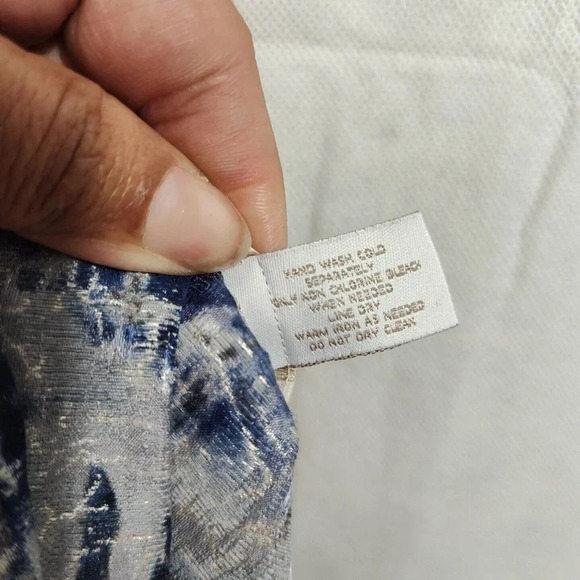 HAND WASH COLD
SEPARATELY
ONLY NON CHLORINE BLEACH
WHEN NEEDED
LINE DRY
WARM IRON AS NEEDED
DO NOT DRY CLEAN